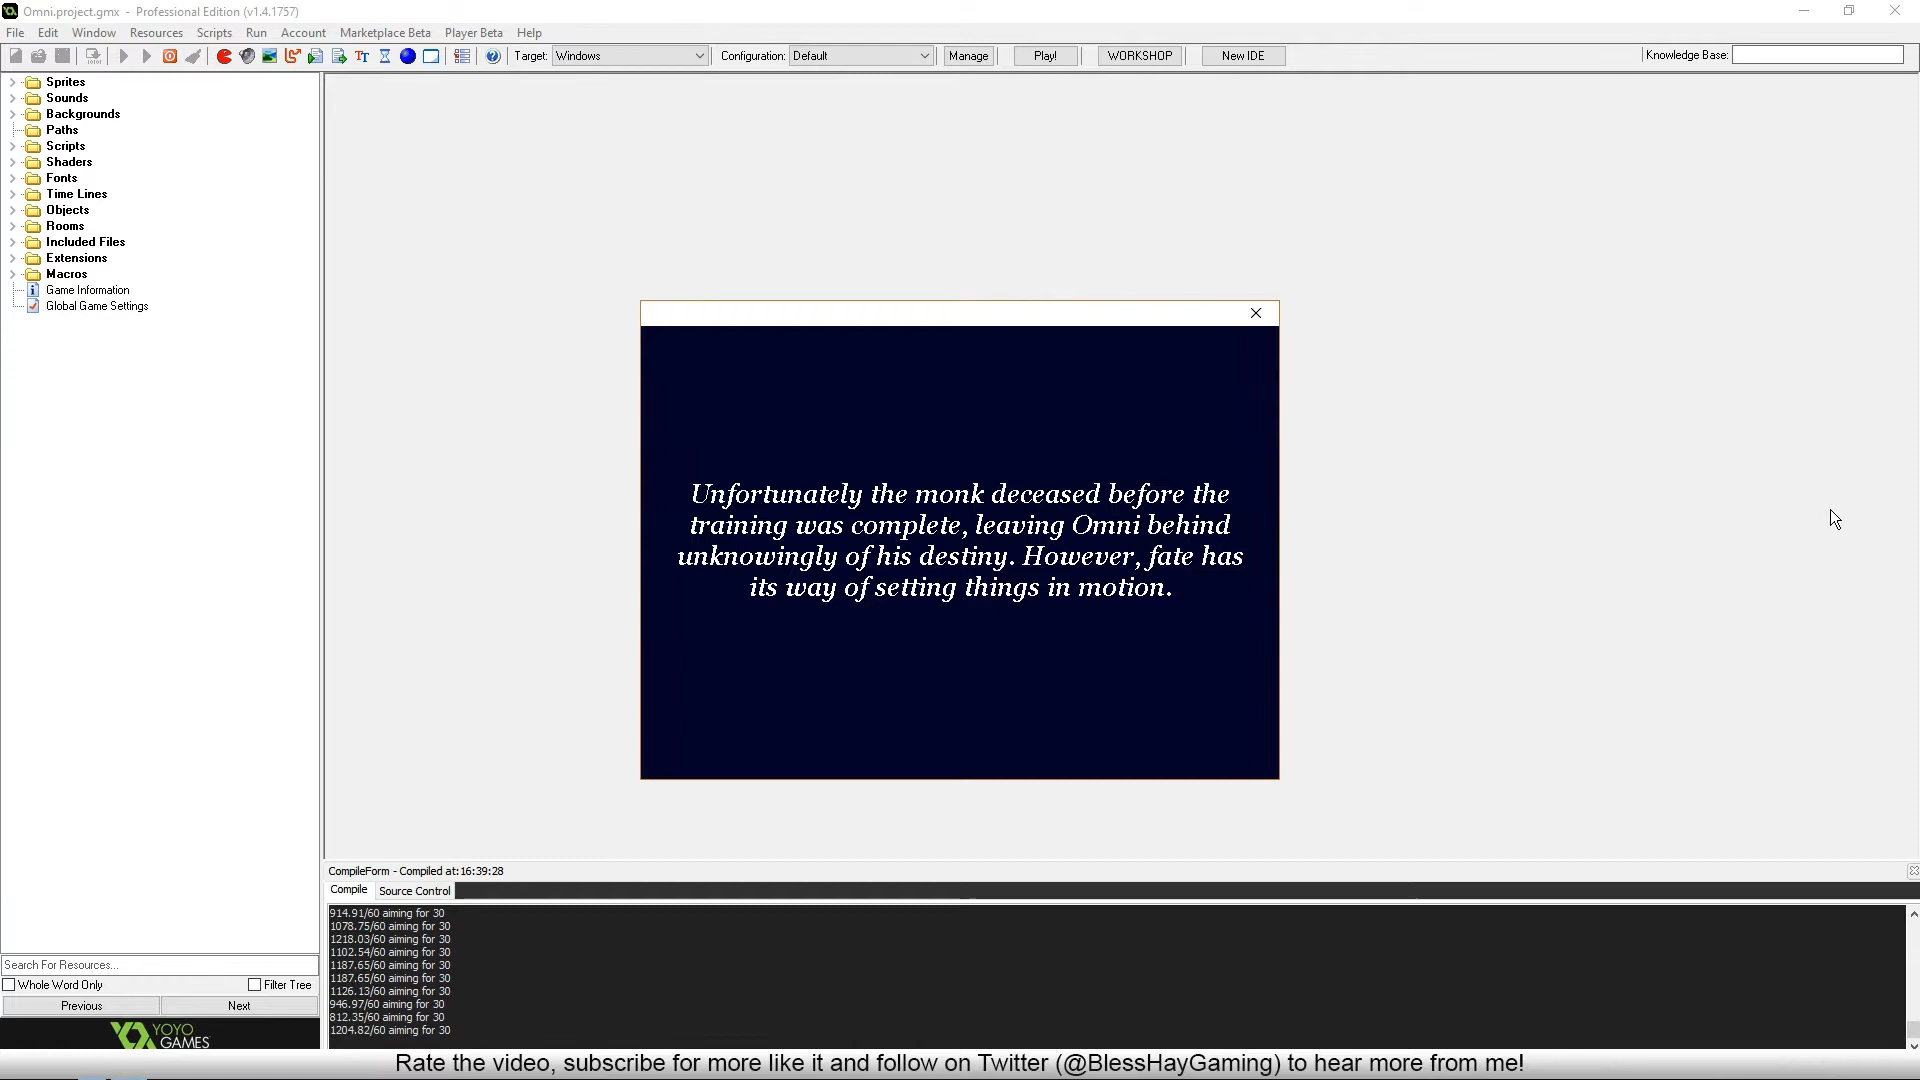 Omni.project.gmx - Professional Edition (v1.4.1757)
File Edit Window Resources Scripts Run Account Marketplace Beta Player Beta Help
Target: Windows Configuration: Default Manage Play! WORKSHOP New IDE Knowledge Base:
Sprites
Sounds
Backgrounds
Paths
Scripts
Shaders
Fonts
Time Lines
Objects
Rooms
Included Files
Extensions
Macros
Game Information
Global Game Settings
Unfortunately the monk deceased before the
training was complete, leaving Omni behind
unknowingly of his destiny. However, fate has
its way of setting things in motion.
CompileForm - Compiled at:16:39:28
Compile Source Control
914.91/60 aiming for 30
1078.75/60 aiming for 30
1218.03/60 aiming for 30
1102.54/60 aiming for 30
1187.65/60 aiming for 30
1187.65/60 aiming for 30
1126.13/60 aiming for 30
946.97/60 aiming for 30
812.35/60 aiming for 30
1204.82/60 aiming for 30
Search For Resources...
Whole Word Only Filter Tree
Previous Next
YOYO
GAMES
Rate the video, subscribe for more like it and follow on Twitter (@BlessHayGaming) to hear more from me!